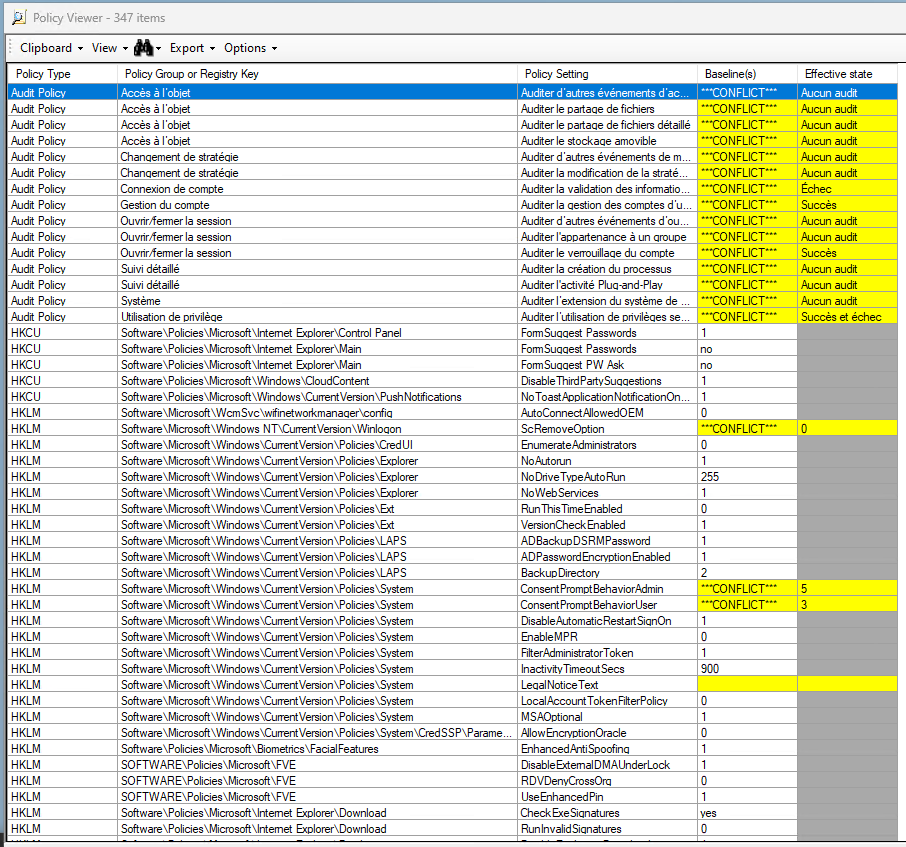 Policy Viewer - 347 items
Clipboard View Export Options
Policy Type Policy Group or Registry Key Policy Setting Baseline(s) Effective state
Audit Policy Accès à l'objet Auditer d'autres événements d'ac... ***CONFLICT*** Aucun audit
Audit Policy Accès à l'objet Auditer le partage de fichiers ***CONFLICT*** Aucun audit
Audit Policy Accès à l'objet Auditer le partage de fichiers détaillé ***CONFLICT*** Aucun audit
Audit Policy Accès à l'objet Auditer le stockage amovible ***CONFLICT*** Aucun audit
Audit Policy Changement de stratégie Auditer d'autres événements de m... ***CONFLICT*** Aucun audit
Audit Policy Changement de stratégie Auditer la modification de la straté... ***CONFLICT*** Aucun audit
Audit Policy Connexion de compte Auditer la validation des informatio... ***CONFLICT*** Échec
Audit Policy Gestion du compte Auditer la gestion des comptes d'u... ***CONFLICT*** Succès
Audit Policy Ouvrir/fermer la session Auditer d'autres événements d'ou... ***CONFLICT*** Aucun audit
Audit Policy Ouvrir/fermer la session Auditer l'appartenance à un groupe ***CONFLICT*** Aucun audit
Audit Policy Ouvrir/fermer la session Auditer le verrouillage du compte ***CONFLICT*** Succès
Audit Policy Suivi détaillé Auditer la création du processus ***CONFLICT*** Aucun audit
Audit Policy Suivi détaillé Auditer l'activité Plug-and-Play ***CONFLICT*** Aucun audit
Audit Policy Système Auditer l'extension du système de ... ***CONFLICT*** Aucun audit
Audit Policy Utilisation de privilège Auditer l'utilisation de privilèges se... ***CONFLICT*** Succès et échec
HKCU Software\Policies\Microsoft\Internet Explorer\Control Panel FormSuggest Passwords 1
HKCU Software\Policies\Microsoft\Internet Explorer\Main FormSuggest Passwords no
HKCU Software\Policies\Microsoft\Internet Explorer\Main FormSuggest PW Ask no
HKCU Software\Policies\Microsoft\Windows\CloudContent DisableThirdPartySuggestions 1
HKCU Software\Policies\Microsoft\Windows\CurrentVersion\PushNotifications NoToastApplicationNotificationOn... 1
HKLM Software\Microsoft\WcmSvc\wifinetworkmanager\config AutoConnectAllowedOEM 0
HKLM Software\Microsoft\Windows NT\CurrentVersion\Winlogon ScRemoveOption ***CONFLICT*** 0
HKLM Software\Microsoft\Windows\CurrentVersion\Policies\CredUI EnumerateAdministrators 0
HKLM Software\Microsoft\Windows\CurrentVersion\Policies\Explorer NoAutorun 1
HKLM Software\Microsoft\Windows\CurrentVersion\Policies\Explorer NoDriveTypeAutoRun 255
HKLM Software\Microsoft\Windows\CurrentVersion\Policies\Explorer NoWebServices 1
HKLM Software\Microsoft\Windows\CurrentVersion\Policies\Ext RunThisTimeEnabled 0
HKLM Software\Microsoft\Windows\CurrentVersion\Policies\Ext VersionCheckEnabled 1
HKLM Software\Microsoft\Windows\CurrentVersion\Policies\LAPS ADBackupDSRMPassword 1
HKLM Software\Microsoft\Windows\CurrentVersion\Policies\LAPS ADPasswordEncryptionEnabled 1
HKLM Software\Microsoft\Windows\CurrentVersion\Policies\LAPS BackupDirectory 2
HKLM Software\Microsoft\Windows\CurrentVersion\Policies\System ConsentPromptBehaviorAdmin ***CONFLICT*** 5
HKLM Software\Microsoft\Windows\CurrentVersion\Policies\System ConsentPromptBehaviorUser ***CONFLICT*** 3
HKLM Software\Microsoft\Windows\CurrentVersion\Policies\System DisableAutomaticRestartSignOn 1
HKLM Software\Microsoft\Windows\CurrentVersion\Policies\System EnableMPR 0
HKLM Software\Microsoft\Windows\CurrentVersion\Policies\System FilterAdministratorToken 1
HKLM Software\Microsoft\Windows\CurrentVersion\Policies\System InactivityTimeoutSecs 900
HKLM Software\Microsoft\Windows\CurrentVersion\Policies\System LegalNoticeText
HKLM Software\Microsoft\Windows\CurrentVersion\Policies\System LocalAccountTokenFilterPolicy 0
HKLM Software\Microsoft\Windows\CurrentVersion\Policies\System MSAOptional 1
HKLM Software\Microsoft\Windows\CurrentVersion\Policies\System\CredSSP\Parame... AllowEncryptionOracle 0
HKLM Software\Policies\Microsoft\Biometrics\FacialFeatures EnhancedAntiSpoofing 1
HKLM SOFTWARE\Policies\Microsoft\FVE DisableExternalDMAUnderLock 1
HKLM SOFTWARE\Policies\Microsoft\FVE RDVDenyCrossOrg 0
HKLM SOFTWARE\Policies\Microsoft\FVE UseEnhancedPin 1
HKLM Software\Policies\Microsoft\Internet Explorer\Download CheckExeSignatures yes
HKLM Software\Policies\Microsoft\Internet Explorer\Download RunInvalidSignatures 0